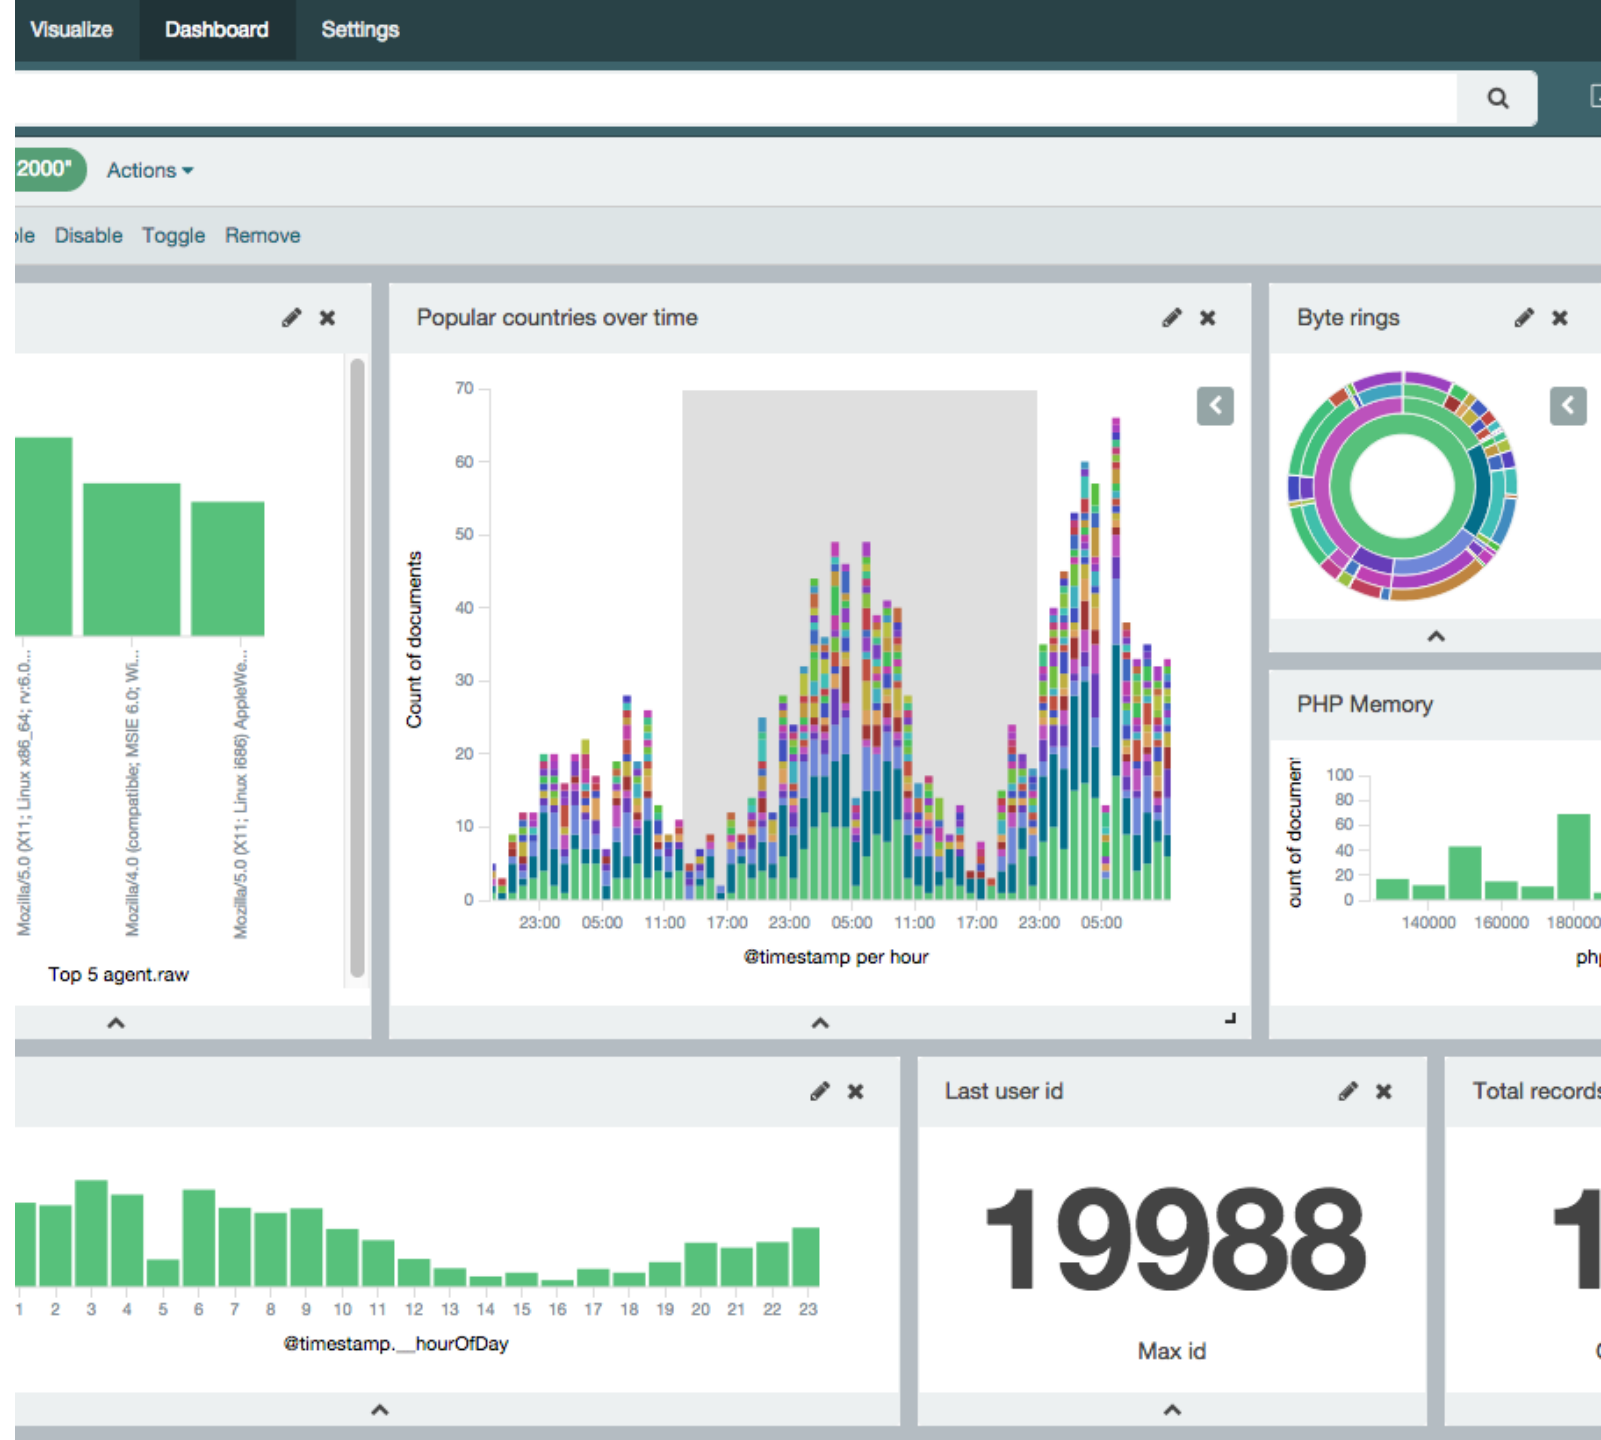 Visualize Dashboard Settings
2000" Actions
Disable Toggle Remove
Popular countries over time
Byte rings
70
60
50
40
30
20
10
0
Count of documents
23:00 05:00 11:00 17:00 23:00 05:00 11:00 17:00 23:00 05:00
@timestamp per hour
Mozilla/5.0 (X11; Linux x86_64; rv:6.0...
Mozilla/4.0 (compatible; MSIE 6.0; Wi...
Mozilla/5.0 (X11; Linux i686) AppleWe...
Top 5 agent.raw
PHP Memory
100
80
60
40
20
0
ount of documen
140000 160000 180000
php
1 2 3 4 5 6 7 8 9 10 11 12 13 14 15 16 17 18 19 20 21 22 23
@timestamp.__hourOfDay
Last user id
19988
Max id
Total records
1